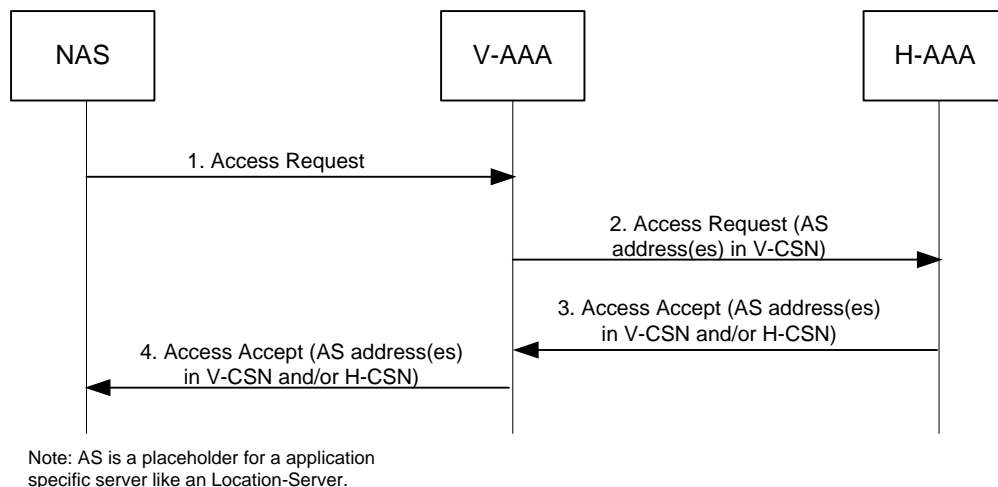 NAS
V-AAA
H-AAA
1. Access Request
2. Access Request (AS
address(es) in V-CSN)
3. Access Accept (AS address(es)
in V-CSN and/or H-CSN)
4. Access Accept (AS address(es)
in V-CSN and/or H-CSN)
Note: AS is a placeholder for a application
specific server like an Location-Server.